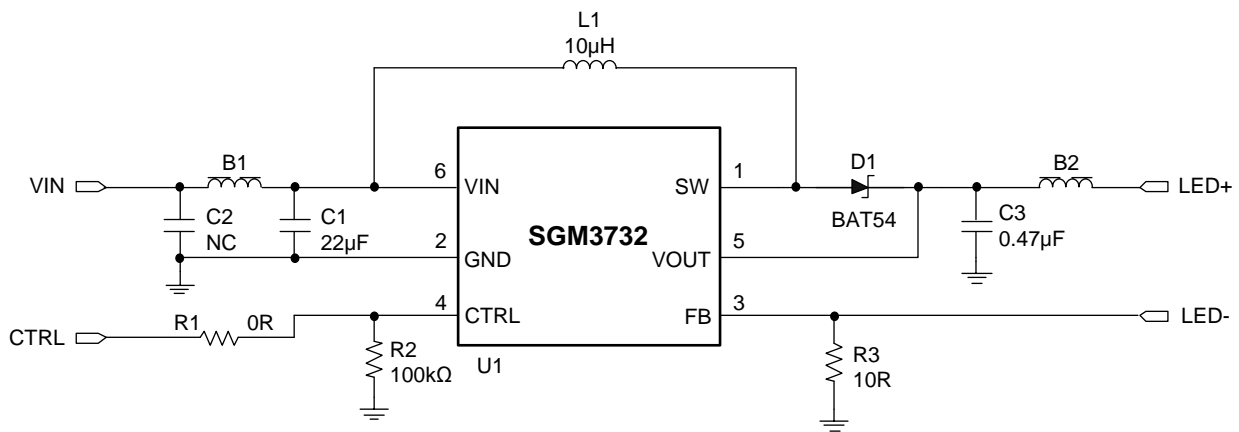 L1
10µH
VIN
B1
C2
NC
C1
22µF
6
VIN
2
GND
4
CTRL
SGM3732
1
SW
5
VOUT
3
FB
U1
D1
BAT54
C3
0.47µF
B2
LED+
LED-
CTRL
R1
0R
R2
100kΩ
R3
10R